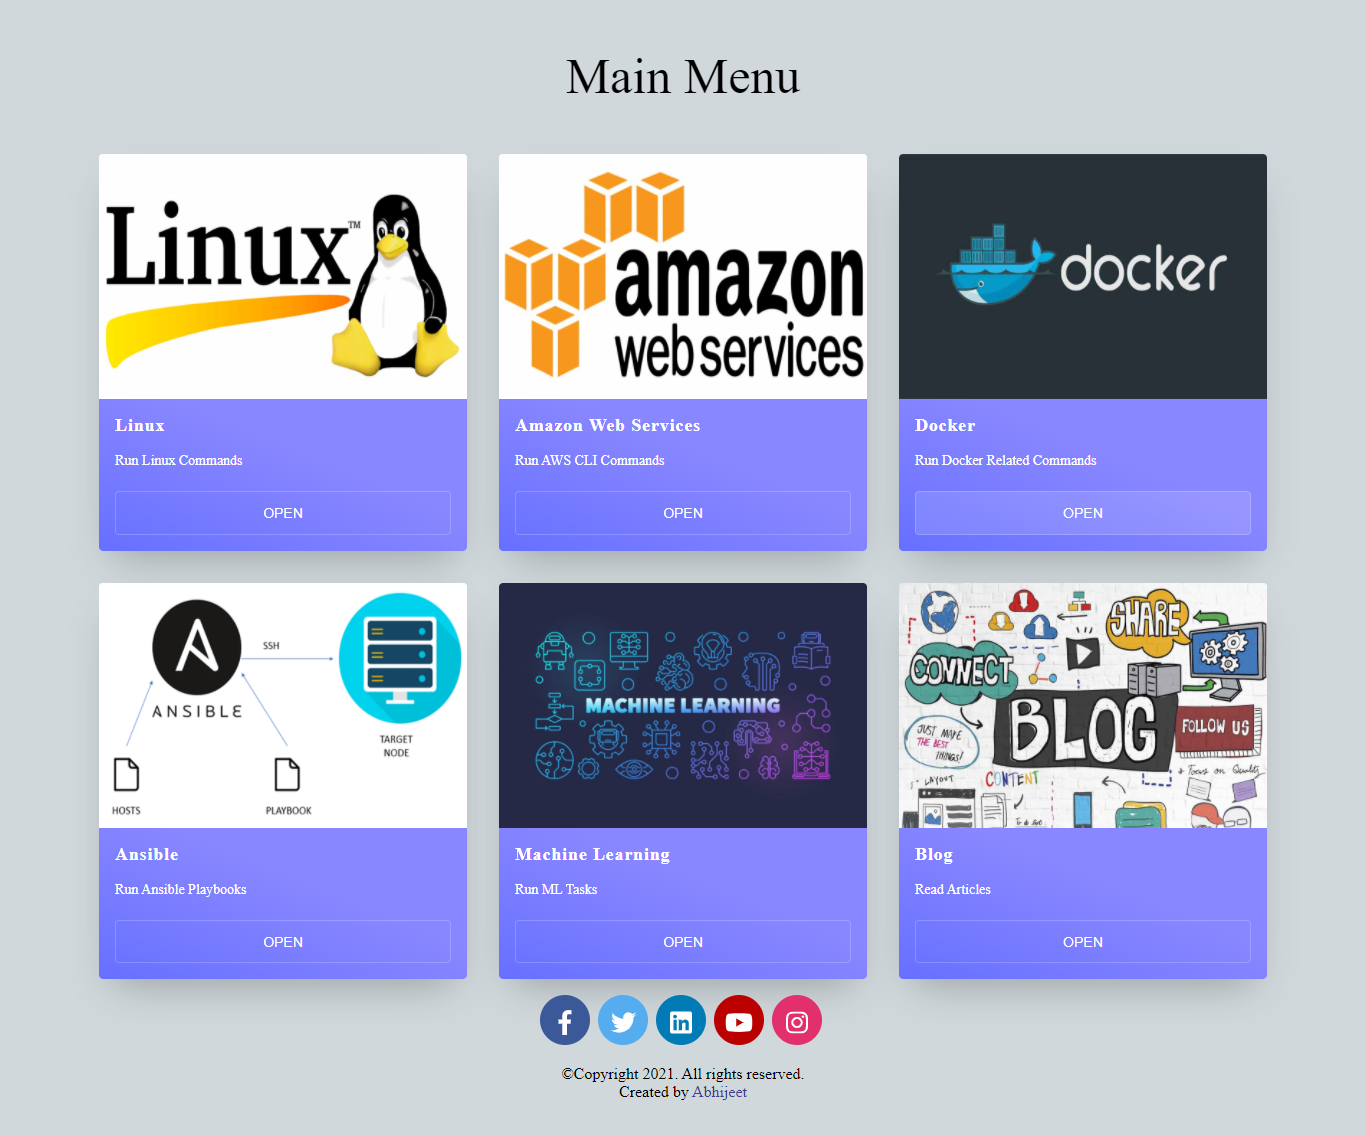 Main Menu
Linux™
amazon
web services
docker
Linux
Run Linux Commands
OPEN
Amazon Web Services
Run AWS CLI Commands
OPEN
Docker
Run Docker Related Commands
OPEN
ANSIBLE
SSH
TARGET
NODE
HOSTS
PLAYBOOK
MACHINE LEARNING
SHARE
CONNECT
BLOG
FOLLOW US
JUST MAKE
THE BEST
THINGS!
Focus on Quality
LAYOUT
CONTENT
Ansible
Run Ansible Playbooks
OPEN
Machine Learning
Run ML Tasks
OPEN
Blog
Read Articles
OPEN
©Copyright 2021. All rights reserved.
Created by Abhijeet